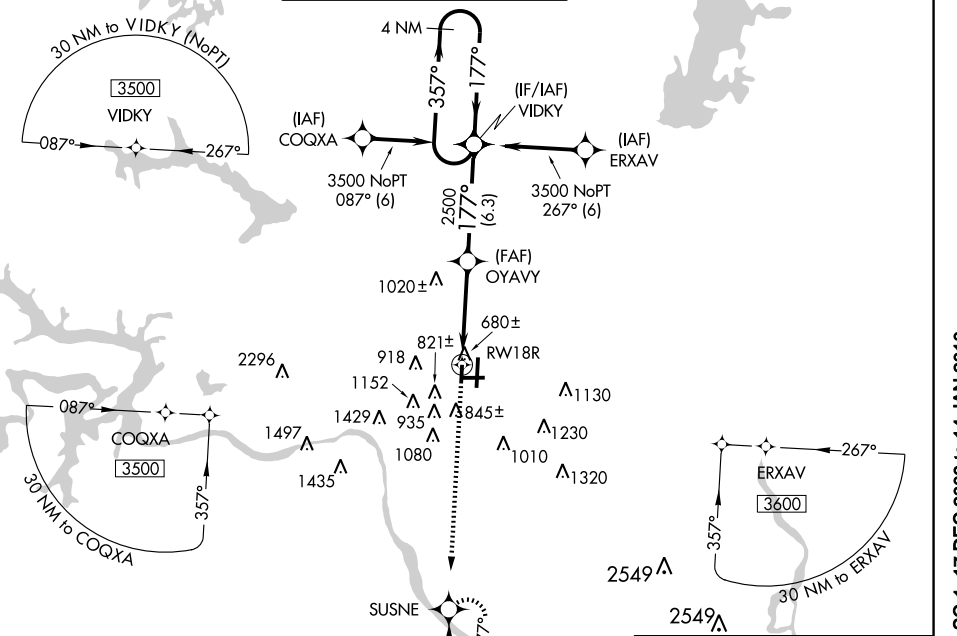 30 NM to VIDKY (NoPT)
3500
VIDKY
087°
267°
4 NM
357°
177°
(IF/IAF)
VIDKY
(IAF)
COQXA
(IAF)
ERXAV
3500 NoPT
087° (6)
3500 NoPT
267° (6)
2500
177°
(6.3)
(FAF)
OYAVY
1020±
680±
821±
RW18R
918
2296
1152
1130
1429
935
845±
1497
1080
1010
1230
1435
1320
087°
COQXA
3500
357°
30 NM to COQXA
267°
ERXAV
3600
357°
30 NM to ERXAV
2549
2549
SUSNE